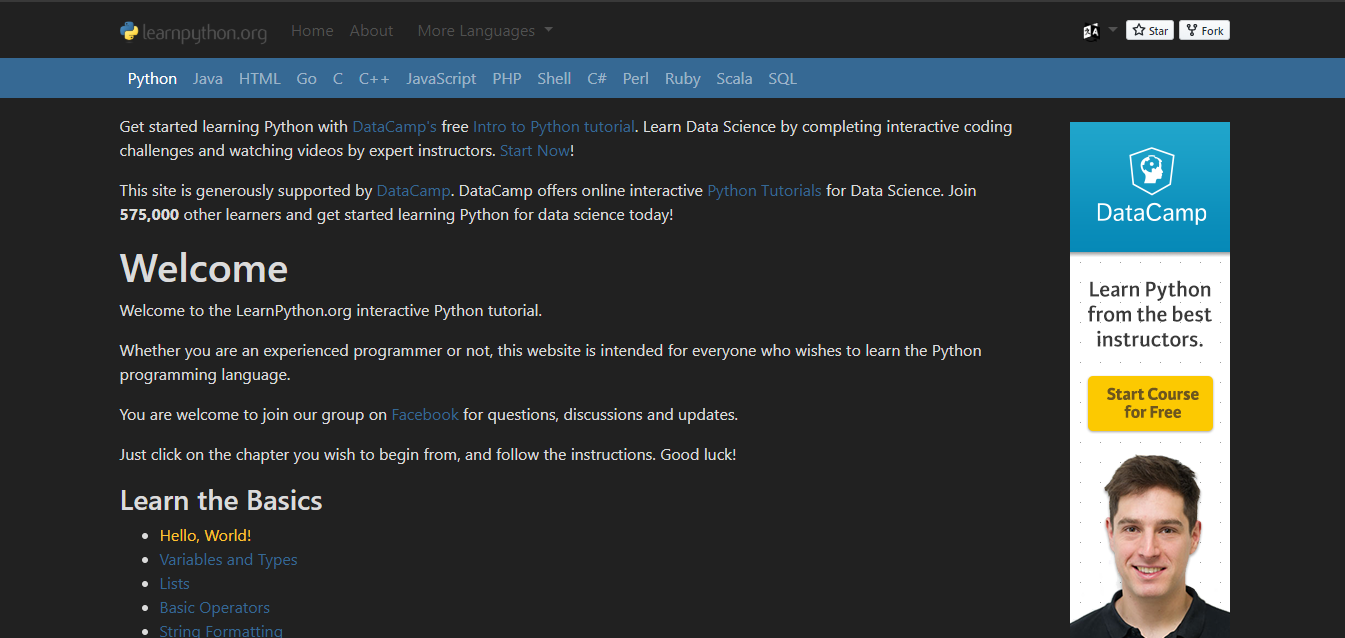 learnpython.org Home About More Languages Star Fork
Python Java HTML Go C C++ JavaScript PHP Shell C# Perl Ruby Scala SQL
Get started learning Python with DataCamp's free Intro to Python tutorial. Learn Data Science by completing interactive coding
challenges and watching videos by expert instructors. Start Now!
This site is generously supported by DataCamp. DataCamp offers online interactive Python Tutorials for Data Science. Join
575,000 other learners and get started learning Python for data science today!
Welcome
Welcome to the LearnPython.org interactive Python tutorial.
Whether you are an experienced programmer or not, this website is intended for everyone who wishes to learn the Python
programming language.
You are welcome to join our group on Facebook for questions, discussions and updates.
Just click on the chapter you wish to begin from, and follow the instructions. Good luck!
Learn the Basics
Hello, World!
Variables and Types
Lists
Basic Operators
String Formatting
DataCamp
Learn Python
from the best
instructors.
Start Course
for Free